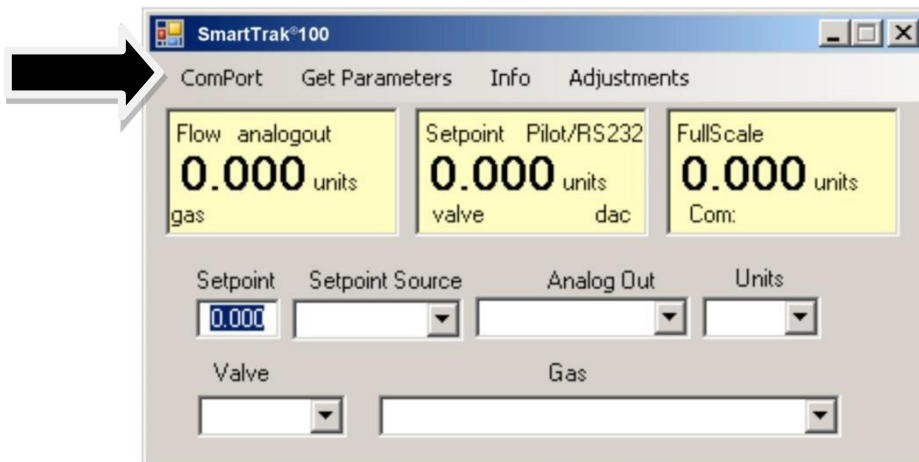 SmartTrak®100
ComPort Get Parameters Info Adjustments
Flow analogout
0.000 units
gas
Setpoint Pilot/RS232
0.000 units
valve dac
FullScale
0.000 units
Com:
Setpoint Setpoint Source Analog Out Units
0.000
Valve Gas